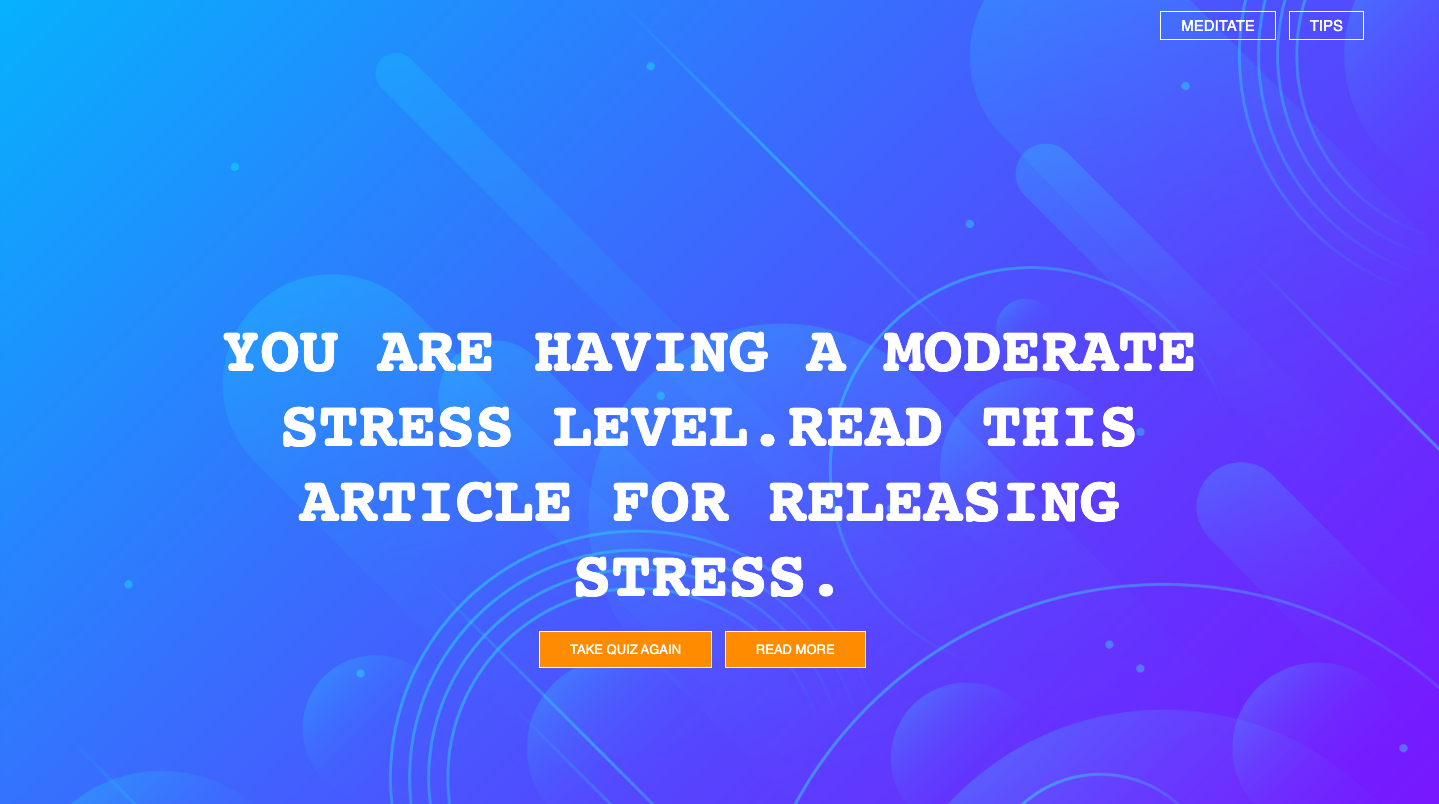 MEDITATE TIPS
YOU ARE HAVING A MODERATE
STRESS LEVEL.READ THIS
ARTICLE FOR RELEASING
STRESS.
TAKE QUIZ AGAIN READ MORE